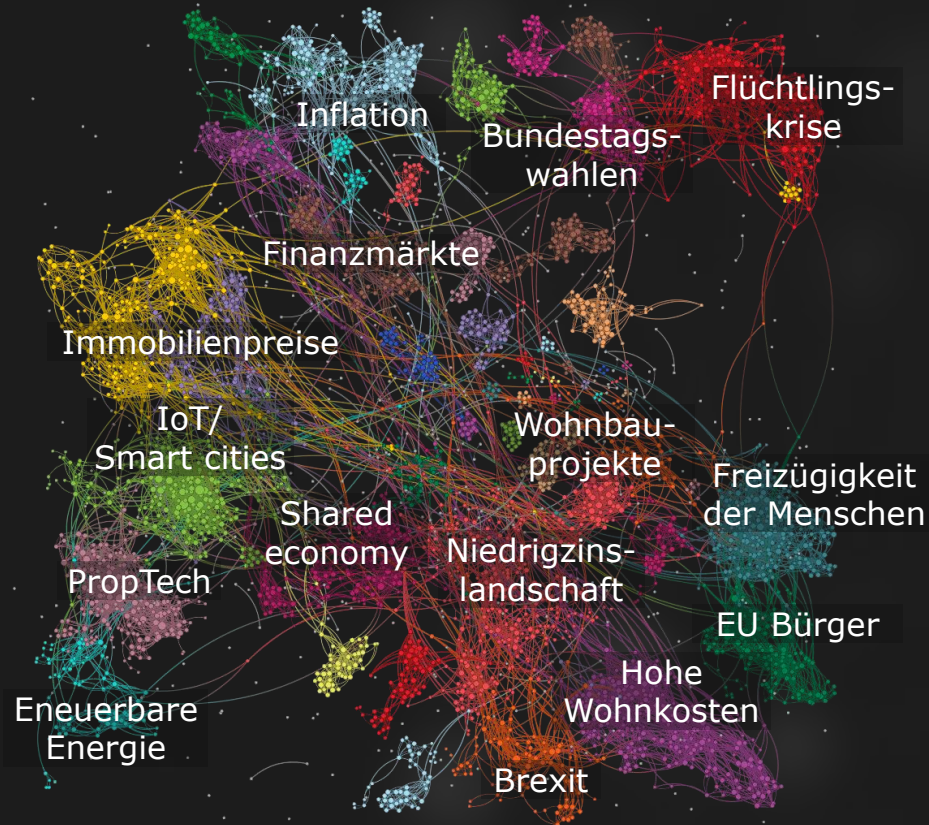 Flüchtlings-
krise
Inflation
Bundestags-
wahlen
Finanzmärkte
Immobilienpreise
IoT/
Smart cities
Wohnbau-
projekte
Freizügigkeit
der Menschen
Shared
economy
Niedrigzins-
landschaft
PropTech
EU Bürger
Hohe
Wohnkosten
Eneuerbare
Energie
Brexit